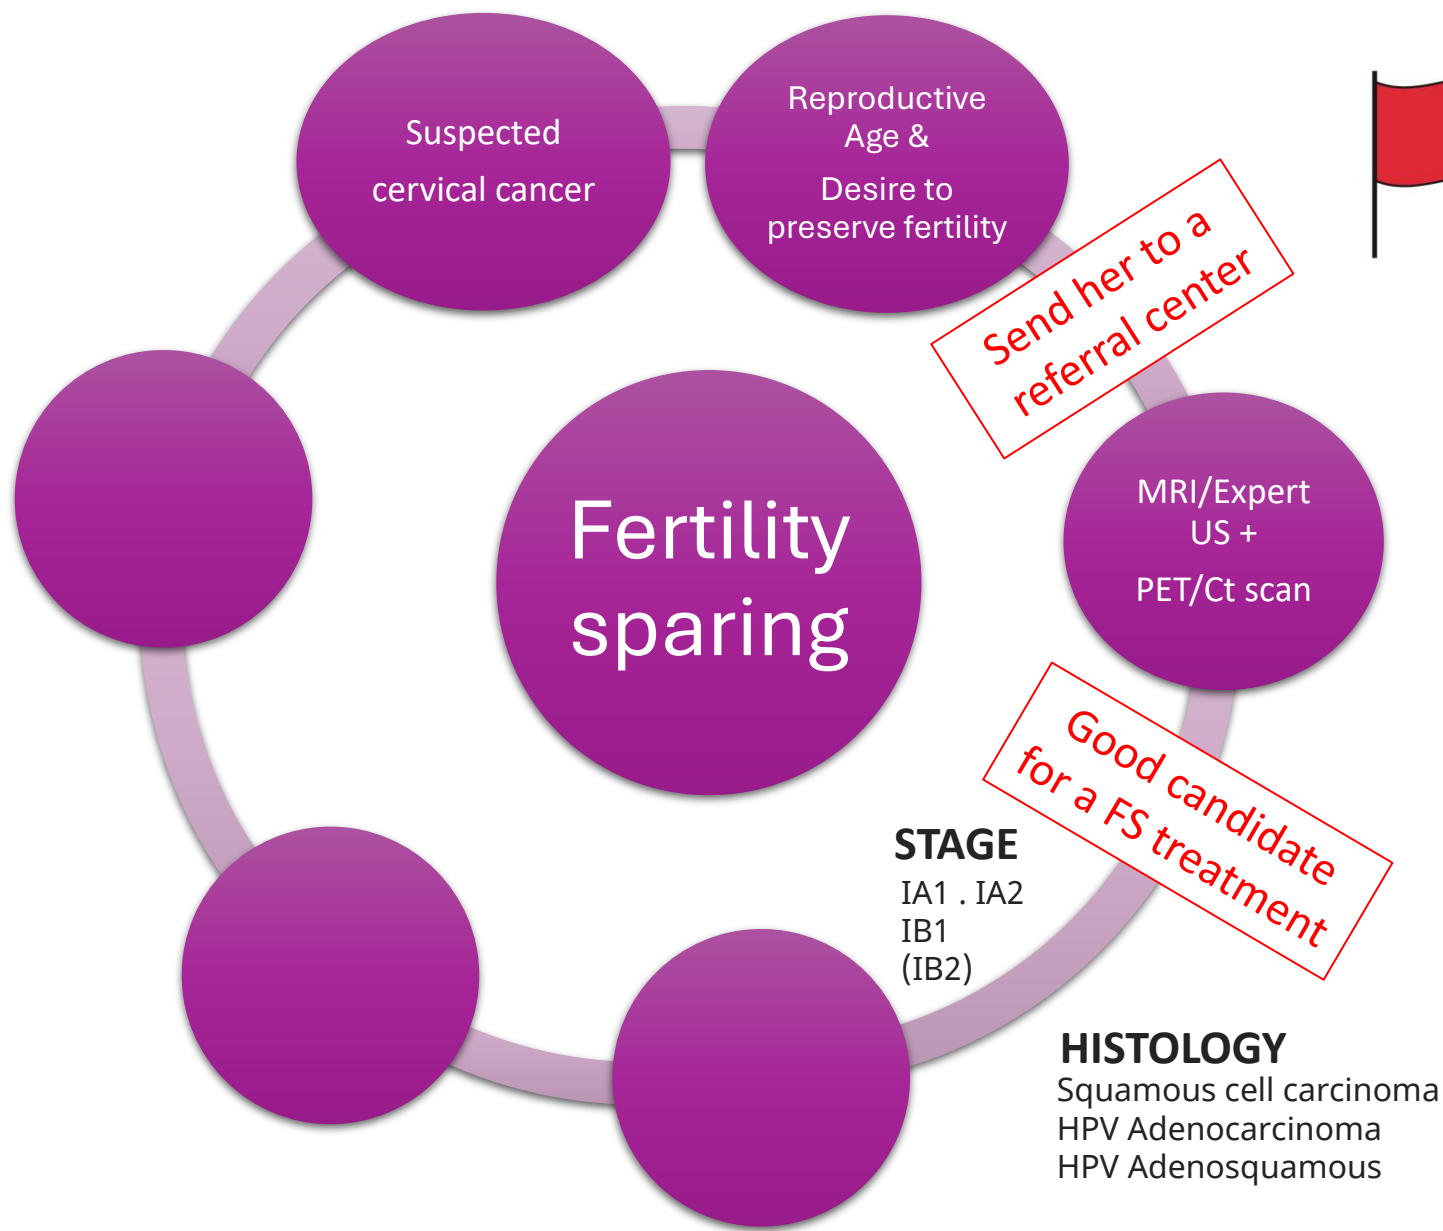 Suspected
cervical cancer
Reproductive
Age &
Desire to
preserve fertility
Send her to a
referral center
MRI/Expert
US +
PET/Ct scan
Fertility
sparing
Good candidate
for a FS treatment
STAGE
IA1 . IA2
IB1
(IB2)
HISTOLOGY
Squamous cell carcinoma
HPV Adenocarcinoma
HPV Adenosquamous